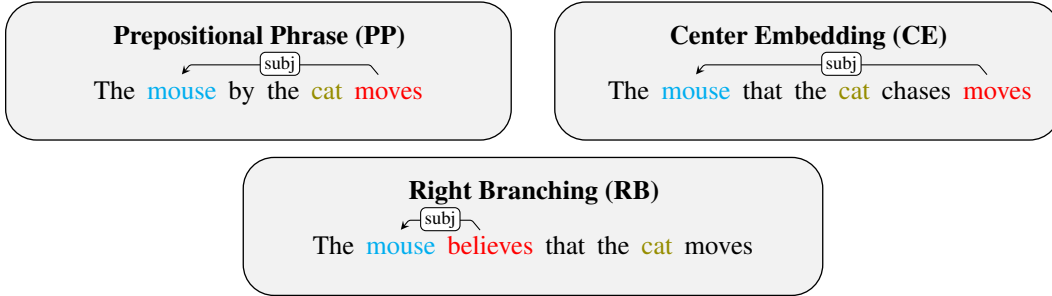 Prepositional Phrase (PP)
subj
The mouse by the cat moves
Center Embedding (CE)
subj
The mouse that the cat chases moves
Right Branching (RB)
subj
The mouse believes that the cat moves